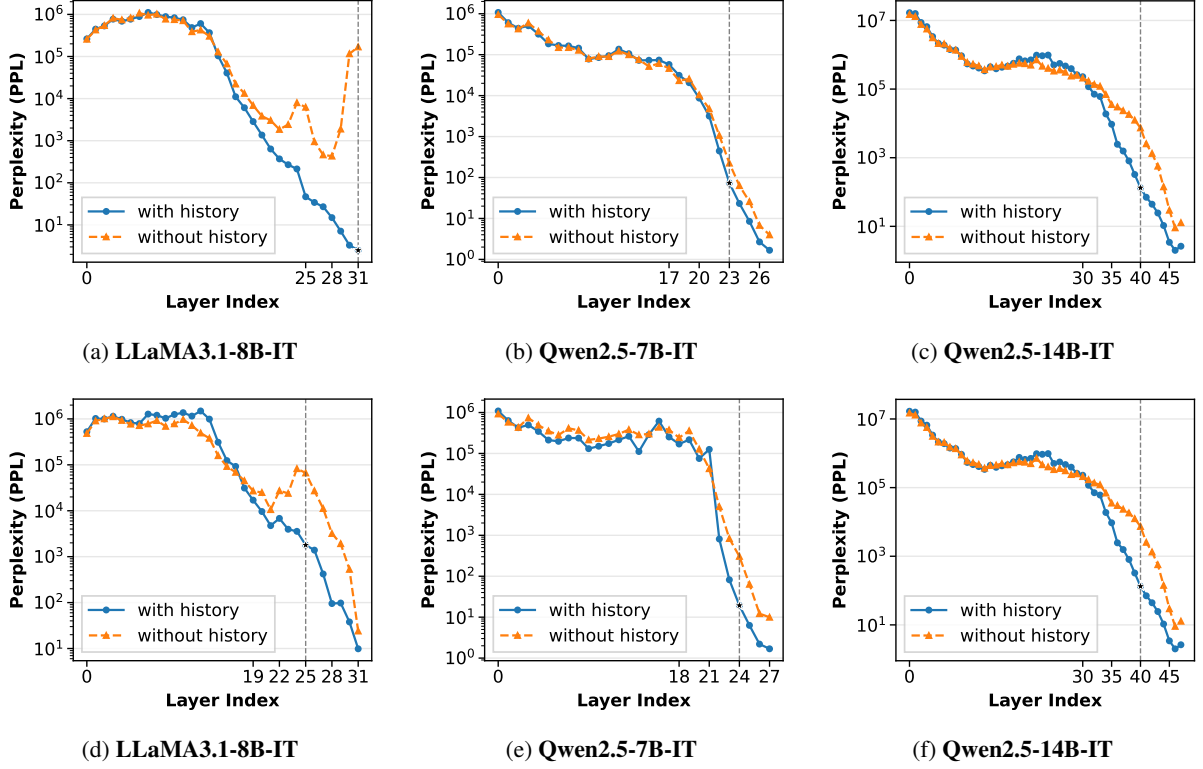 Perplexity (PPL)
10^6
10^5
10^4
10^3
10^2
10^1
with history
without history
0 25 28 31
Layer Index
(a) LLaMA3.1-8B-IT
Perplexity (PPL)
10^6
10^5
10^4
10^3
10^2
10^1
10^0
with history
without history
0 17 20 23 26
Layer Index
(b) Qwen2.5-7B-IT
Perplexity (PPL)
10^7
10^5
10^3
10^1
with history
without history
0 30 35 40 45
Layer Index
(c) Qwen2.5-14B-IT
Perplexity (PPL)
10^6
10^5
10^4
10^3
10^2
10^1
with history
without history
0 19 22 25 28 31
Layer Index
(d) LLaMA3.1-8B-IT
Perplexity (PPL)
10^6
10^5
10^4
10^3
10^2
10^1
10^0
with history
without history
0 18 21 24 27
Layer Index
(e) Qwen2.5-7B-IT
Perplexity (PPL)
10^7
10^5
10^3
10^1
with history
without history
0 30 35 40 45
Layer Index
(f) Qwen2.5-14B-IT